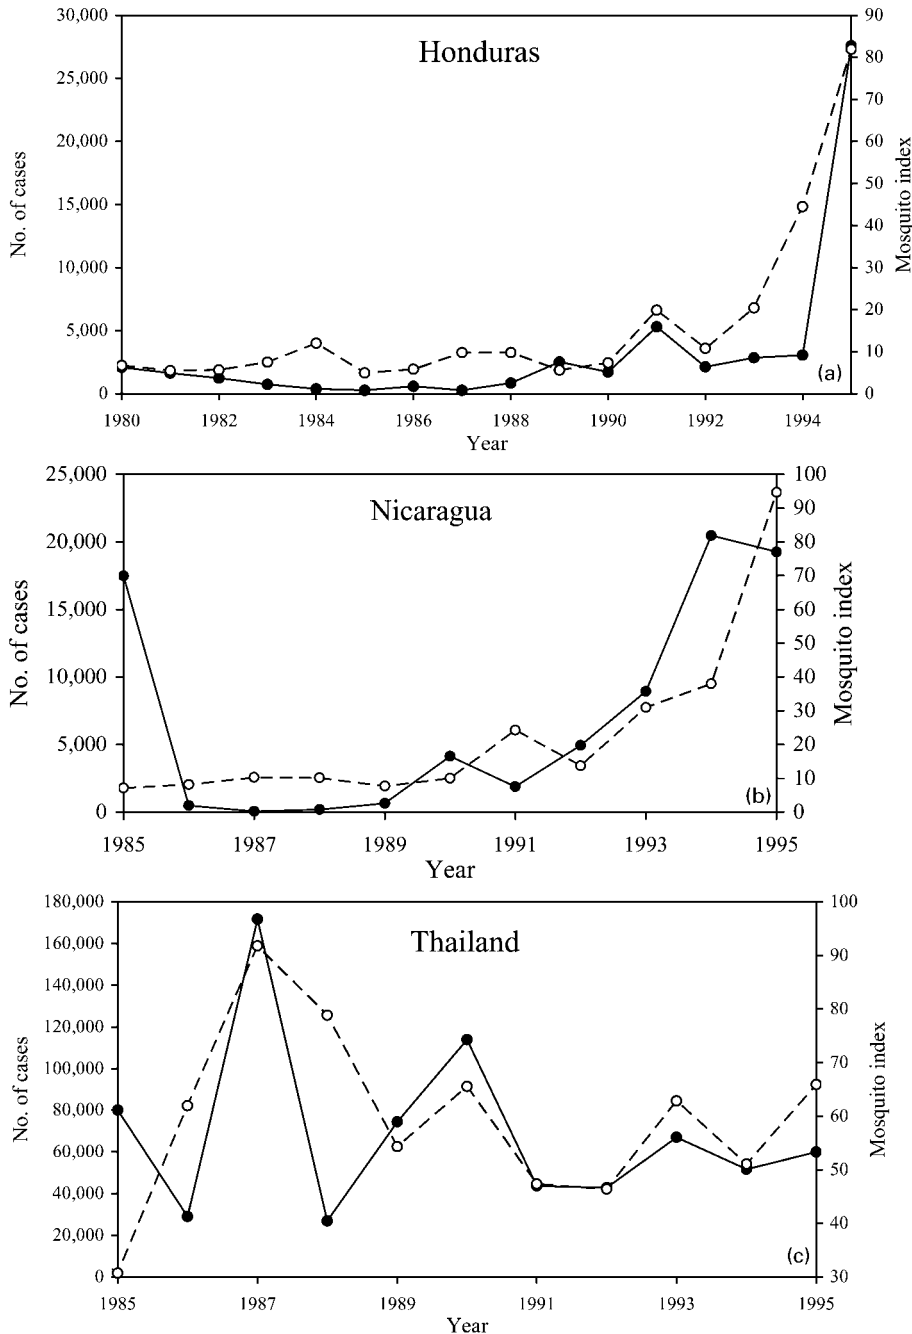 Honduras
30,000
25,000
20,000
15,000
10,000
5,000
0
No. of cases
90
80
70
60
50
40
30
20
10
0
Mosquito index
(a)
1980 1982 1984 1986 1988 1990 1992 1994
Year
Nicaragua
25,000
20,000
15,000
10,000
5,000
0
No. of cases
100
90
80
70
60
50
40
30
20
10
0
Mosquito index
(b)
1985 1987 1989 1991 1993 1995
Year
Thailand
180,000
160,000
140,000
120,000
100,000
80,000
60,000
40,000
20,000
0
No. of cases
100
90
80
70
60
50
40
30
Mosquito index
(c)
1985 1987 1989 1991 1993 1995
Year